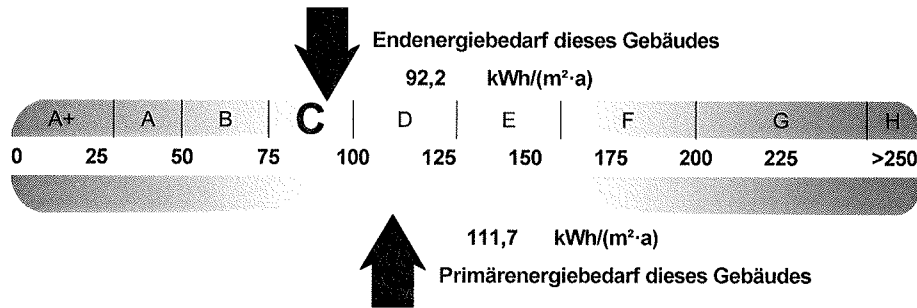 Endenergiebedarf dieses Gebäudes
92,2 kWh/(m²·a)
A+ A B C D E F G H
0 25 50 75 100 125 150 175 200 225 >250
111,7 kWh/(m²·a)
Primärenergiebedarf dieses Gebäudes